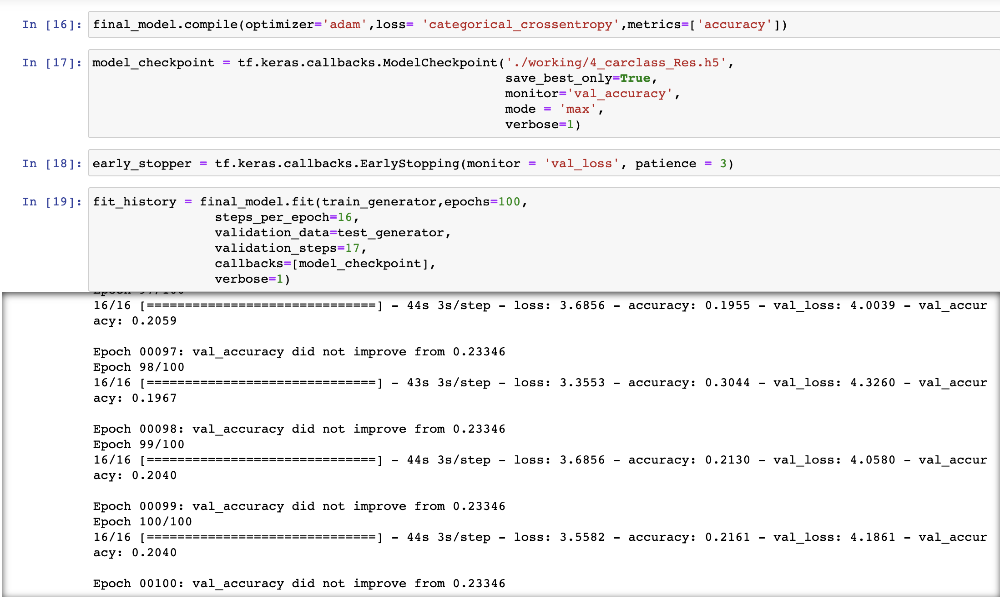 In [16]: final_model.compile(optimizer='adam',loss= 'categorical_crossentropy',metrics=['accuracy'])
In [17]: model_checkpoint = tf.keras.callbacks.ModelCheckpoint('./working/4_carclass_Res.h5',
save_best_only=True,
monitor='val_accuracy',
mode = 'max',
verbose=1)
In [18]: early_stopper = tf.keras.callbacks.EarlyStopping(monitor = 'val_loss', patience = 3)
In [19]: fit_history = final_model.fit(train_generator,epochs=100,
steps_per_epoch=16,
validation_data=test_generator,
validation_steps=17,
callbacks=[model_checkpoint],
verbose=1)
Epoch 97/100
16/16 [==============================] - 44s 3s/step - loss: 3.6856 - accuracy: 0.1955 - val_loss: 4.0039 - val_accur
acy: 0.2059
Epoch 00097: val_accuracy did not improve from 0.23346
Epoch 98/100
16/16 [==============================] - 43s 3s/step - loss: 3.3553 - accuracy: 0.3044 - val_loss: 4.3260 - val_accur
acy: 0.1967
Epoch 00098: val_accuracy did not improve from 0.23346
Epoch 99/100
16/16 [==============================] - 44s 3s/step - loss: 3.6856 - accuracy: 0.2130 - val_loss: 4.0580 - val_accur
acy: 0.2040
Epoch 00099: val_accuracy did not improve from 0.23346
Epoch 100/100
16/16 [==============================] - 44s 3s/step - loss: 3.5582 - accuracy: 0.2161 - val_loss: 4.1861 - val_accur
acy: 0.2040
Epoch 00100: val_accuracy did not improve from 0.23346